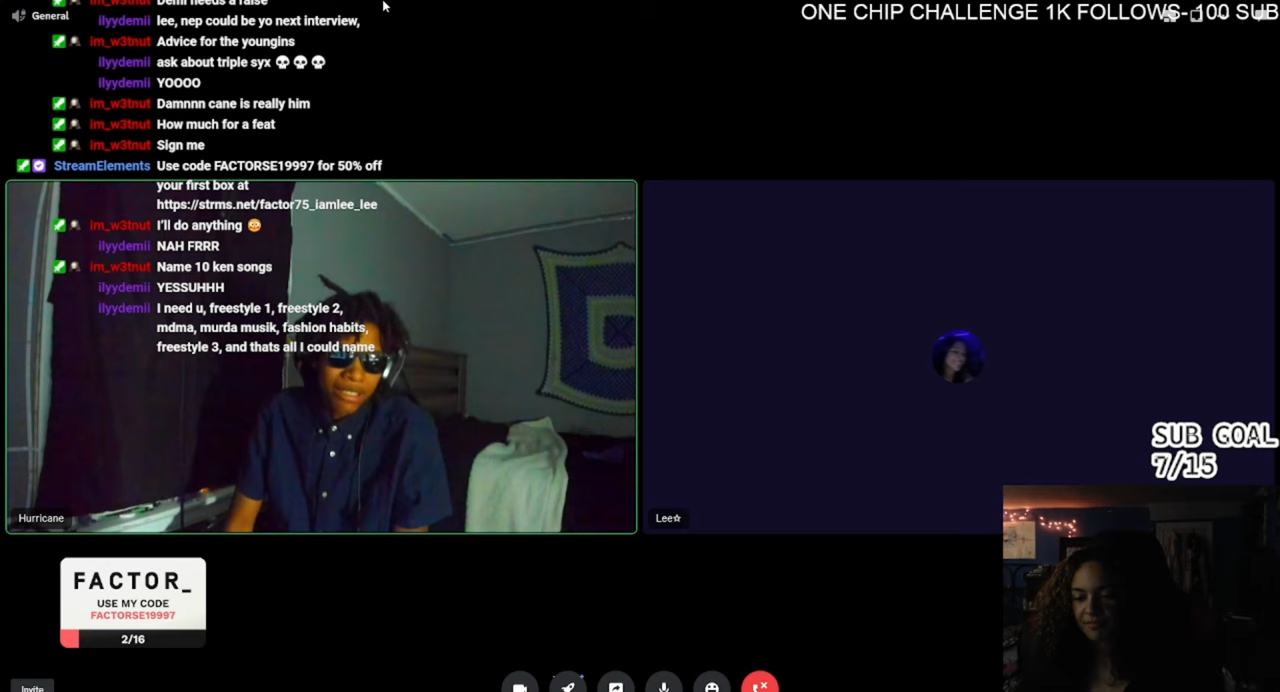 General
ONE CHIP CHALLENGE 1K FOLLOWS- 100 SUB
Demi needs a raise
ilyydemii lee, nep could be yo next interview,
im_w3tnut Advice for the youngins
ilyydemii ask about triple syx 💀 💀 💀
ilyydemii YOOOO
im_w3tnut Damnnn cane is really him
im_w3tnut How much for a feat
im_w3tnut Sign me
StreamElements Use code FACTORSE19997 for 50% off
your first box at
https://strms.net/factor75_iamlee_lee
im_w3tnut I'll do anything 😳
ilyydemii NAH FRRR
im_w3tnut Name 10 ken songs
ilyydemii YESSUHHH
ilyydemii I need u, freestyle 1, freestyle 2,
mdma, murda musik, fashion habits,
freestyle 3, and thats all I could name
SUB GOAL
7/15
Hurricane
Lee☆
FACTOR_
USE MY CODE
FACTORSE19997
2/16
Invite